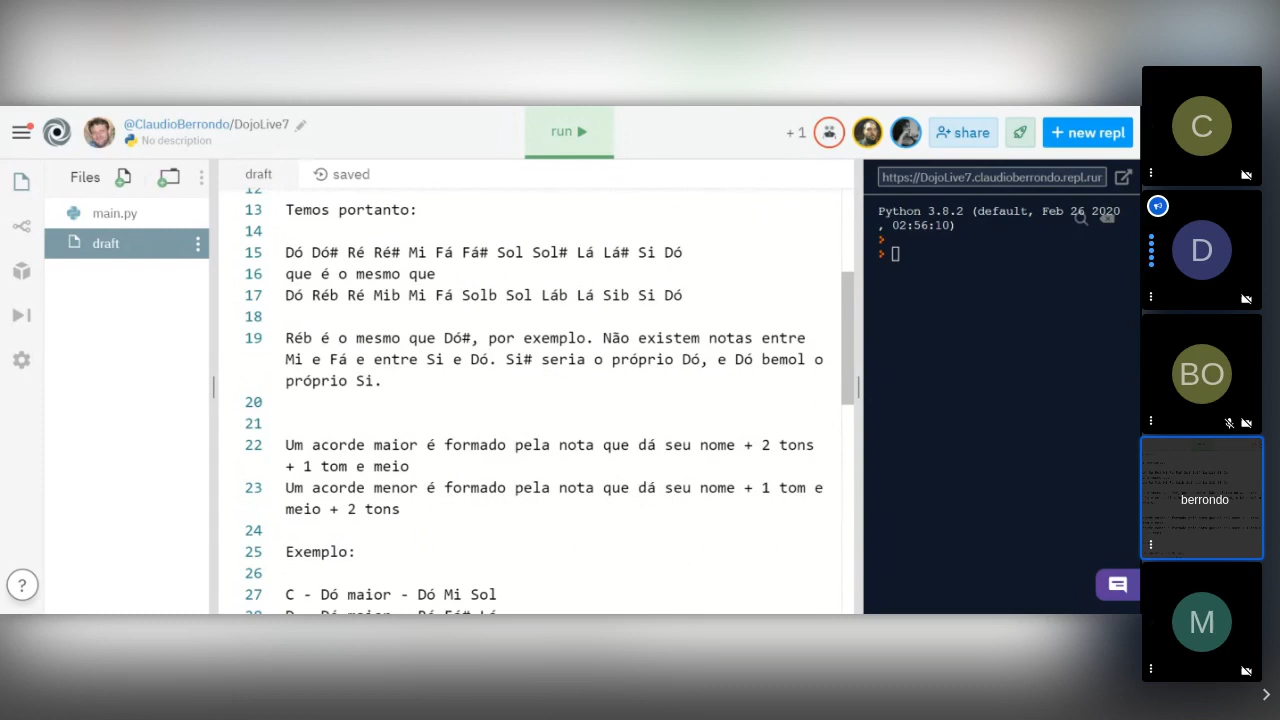 @ClaudioBerrondo/DojoLive7
No description
run
+ 1
share
+ new repl
Files
main.py
draft
draft
saved
12
13 Temos portanto:
14
15 Dó Dó# Ré Ré# Mi Fá Fá# Sol Sol# Lá Lá# Si Dó
16 que é o mesmo que
17 Dó Réb Ré Mib Mi Fá Solb Sol Láb Lá Sib Si Dó
18
19 Réb é o mesmo que Dó#, por exemplo. Não existem notas entre
Mi e Fá e entre Si e Dó. Si# seria o próprio Dó, e Dó bemol o
próprio Si.
20
21
22 Um acorde maior é formado pela nota que dá seu nome + 2 tons
+ 1 tom e meio
23 Um acorde menor é formado pela nota que dá seu nome + 1 tom e
meio + 2 tons
24
25 Exemplo:
26
27 C - Dó maior - Dó Mi Sol
28 D - Ré maior - Ré Fá# Lá
?
https://DojoLive7.claudioberrondo.repl.run
Python 3.8.2 (default, Feb 26 2020
, 02:56:10)
C
D
BO
berrondo
M